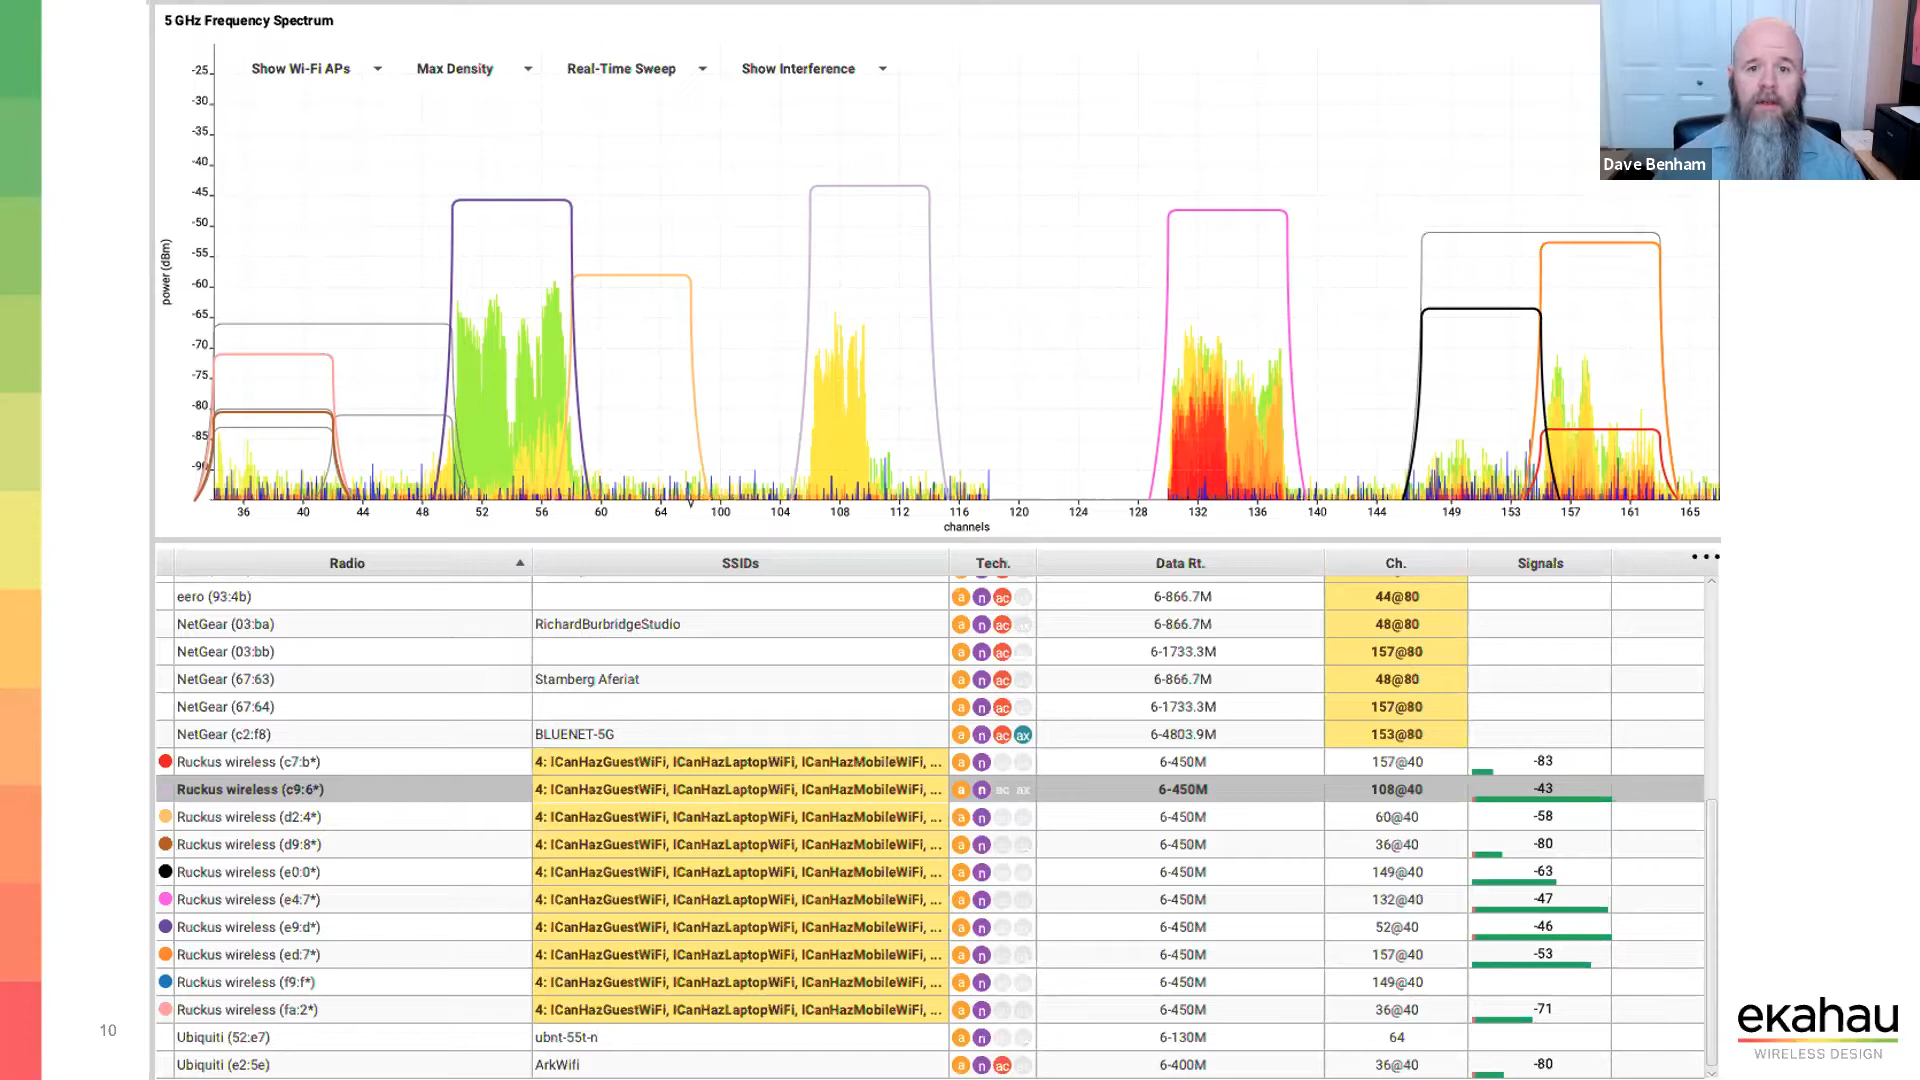 5 GHz Frequency Spectrum
Show Wi-Fi APs Max Density Real-Time Sweep Show Interference
Dave Benham
-25
-30
-35
-40
-45
-50
-55
-60
-65
-70
-75
-80
-85
-90
power (dBm)
36 40 44 48 52 56 60 64 100 104 108 112 116 120 124 128 132 136 140 144 149 153 157 161 165
channels
Radio SSIDs Tech. Data Rt. Ch. Signals
eero (93:4b) a n ac 6-866.7M 44@80
NetGear (03:ba) RichardBurbridgeStudio a n ac ax 6-866.7M 48@80
NetGear (03:bb) a n ac 6-1733.3M 157@80
NetGear (67:63) Stamberg Aferiat a n ac 6-866.7M 48@80
NetGear (67:64) a n ac 6-1733.3M 157@80
NetGear (c2:f8) BLUENET-5G a n ac ax 6-4803.9M 153@80
Ruckus wireless (c7:b*) 4: ICanHazGuestWiFi, ICanHazLaptopWiFi, ICanHazMobileWiFi, ... a n 6-450M 157@40 -83
Ruckus wireless (c9:6*) 4: ICanHazGuestWiFi, ICanHazLaptopWiFi, ICanHazMobileWiFi, ... a n ac ax 6-450M 108@40 -43
Ruckus wireless (d2:4*) 4: ICanHazGuestWiFi, ICanHazLaptopWiFi, ICanHazMobileWiFi, ... a n 6-450M 60@40 -58
Ruckus wireless (d9:8*) 4: ICanHazGuestWiFi, ICanHazLaptopWiFi, ICanHazMobileWiFi, ... a n 6-450M 36@40 -80
Ruckus wireless (e0:0*) 4: ICanHazGuestWiFi, ICanHazLaptopWiFi, ICanHazMobileWiFi, ... a n 6-450M 149@40 -63
Ruckus wireless (e4:7*) 4: ICanHazGuestWiFi, ICanHazLaptopWiFi, ICanHazMobileWiFi, ... a n 6-450M 132@40 -47
Ruckus wireless (e9:d*) 4: ICanHazGuestWiFi, ICanHazLaptopWiFi, ICanHazMobileWiFi, ... a n 6-450M 52@40 -46
Ruckus wireless (ed:7*) 4: ICanHazGuestWiFi, ICanHazLaptopWiFi, ICanHazMobileWiFi, ... a n 6-450M 157@40 -53
Ruckus wireless (f9:f*) 4: ICanHazGuestWiFi, ICanHazLaptopWiFi, ICanHazMobileWiFi, ... a n 6-450M 149@40
Ruckus wireless (fa:2*) 4: ICanHazGuestWiFi, ICanHazLaptopWiFi, ICanHazMobileWiFi, ... a n 6-450M 36@40 -71
Ubiquiti (52:e7) ubnt-55t-n a n 6-130M 64
Ubiquiti (e2:5e) ArkWifi a n ac 6-400M 36@40 -80
10
ekahau
WIRELESS DESIGN